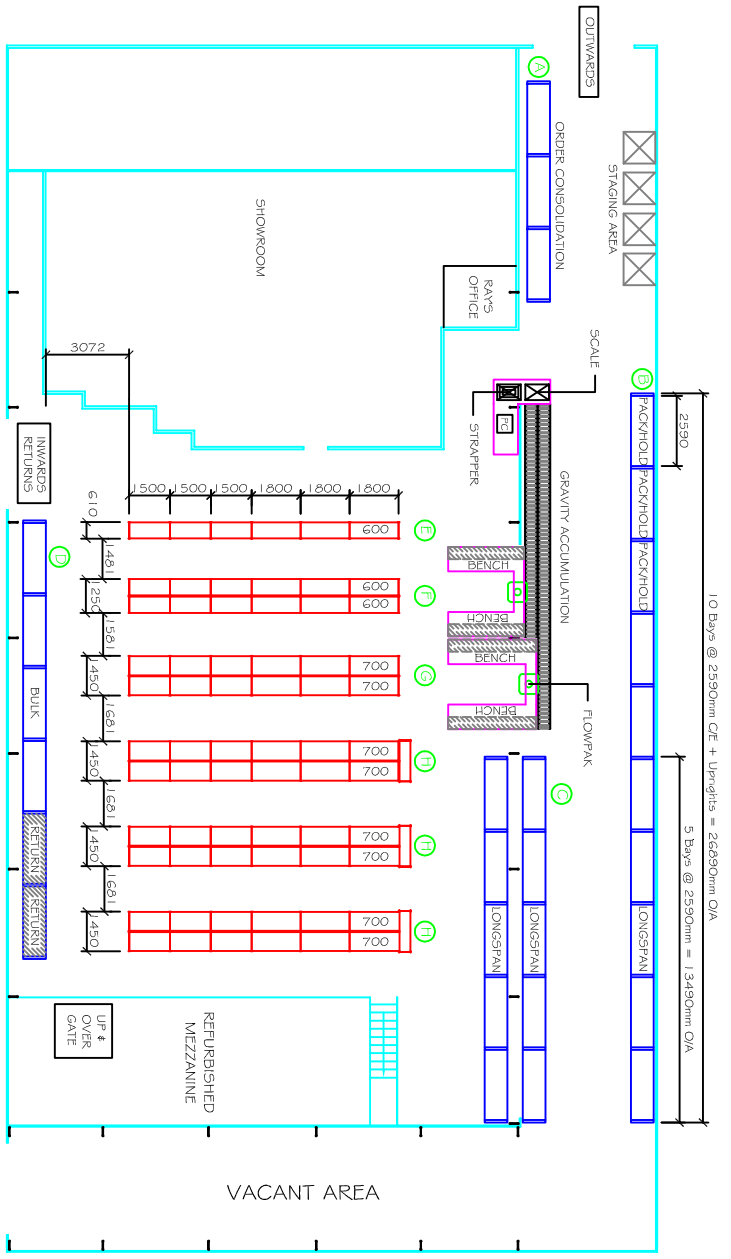 OUTWARDS
A
ORDER CONSOLIDATION
STAGING AREA
SHOWROOM
RAY'S
OFFICE
SCALE
3072
B
2590
PACK/HOLD
PACK/HOLD
PACK/HOLD
10 Bays @ 2590mm C/E + Uprights = 26890mm O/A
5 Bays @ 2590mm = 13490mm O/A
PC
STRAPPER
GRAVITY ACCUMULATION
INWARDS
RETURNS
1500
1500
1500
1800
1800
1800
610
1481
1250
1581
1450
1681
1450
1681
1450
1681
1450
600
E
600
600
F
700
700
G
700
700
H
700
700
H
700
700
H
BENCH
BENCH
BENCH
BENCH
FLOWPAK
D
BULK
RETURN
RETURN
C
LONGSPAN
LONGSPAN
LONGSPAN
UP &
OVER
GATE
REFURBISHED
MEZZANINE
VACANT AREA